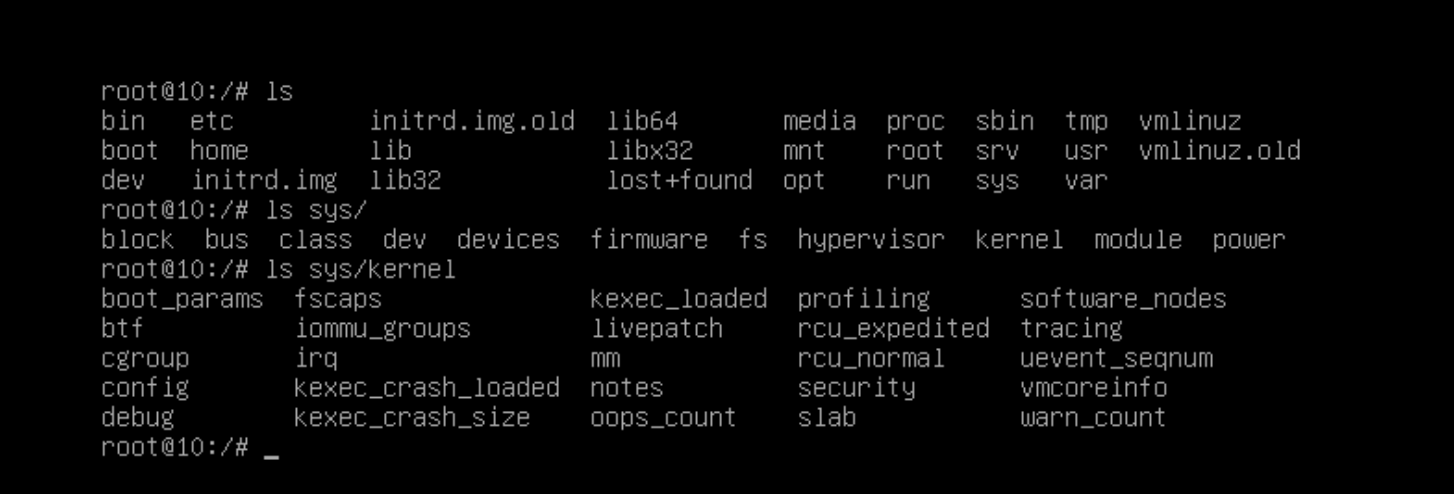 root@10:/# ls
bin   etc         initrd.img.old  lib64       media  proc  sbin  tmp  vmlinuz
boot  home        lib             libx32      mnt    root  srv   usr  vmlinuz.old
dev   initrd.img  lib32           lost+found  opt    run   sys   var
root@10:/# ls sys/
block  bus  class  dev  devices  firmware  fs  hypervisor  kernel  module  power
root@10:/# ls sys/kernel
boot_params  fscaps              kexec_loaded  profiling      software_nodes
btf          iommu_groups        livepatch     rcu_expedited  tracing
cgroup       irq                 mm            rcu_normal     uevent_seqnum
config       kexec_crash_loaded  notes         security       vmcoreinfo
debug        kexec_crash_size    oops_count    slab           warn_count
root@10:/# _